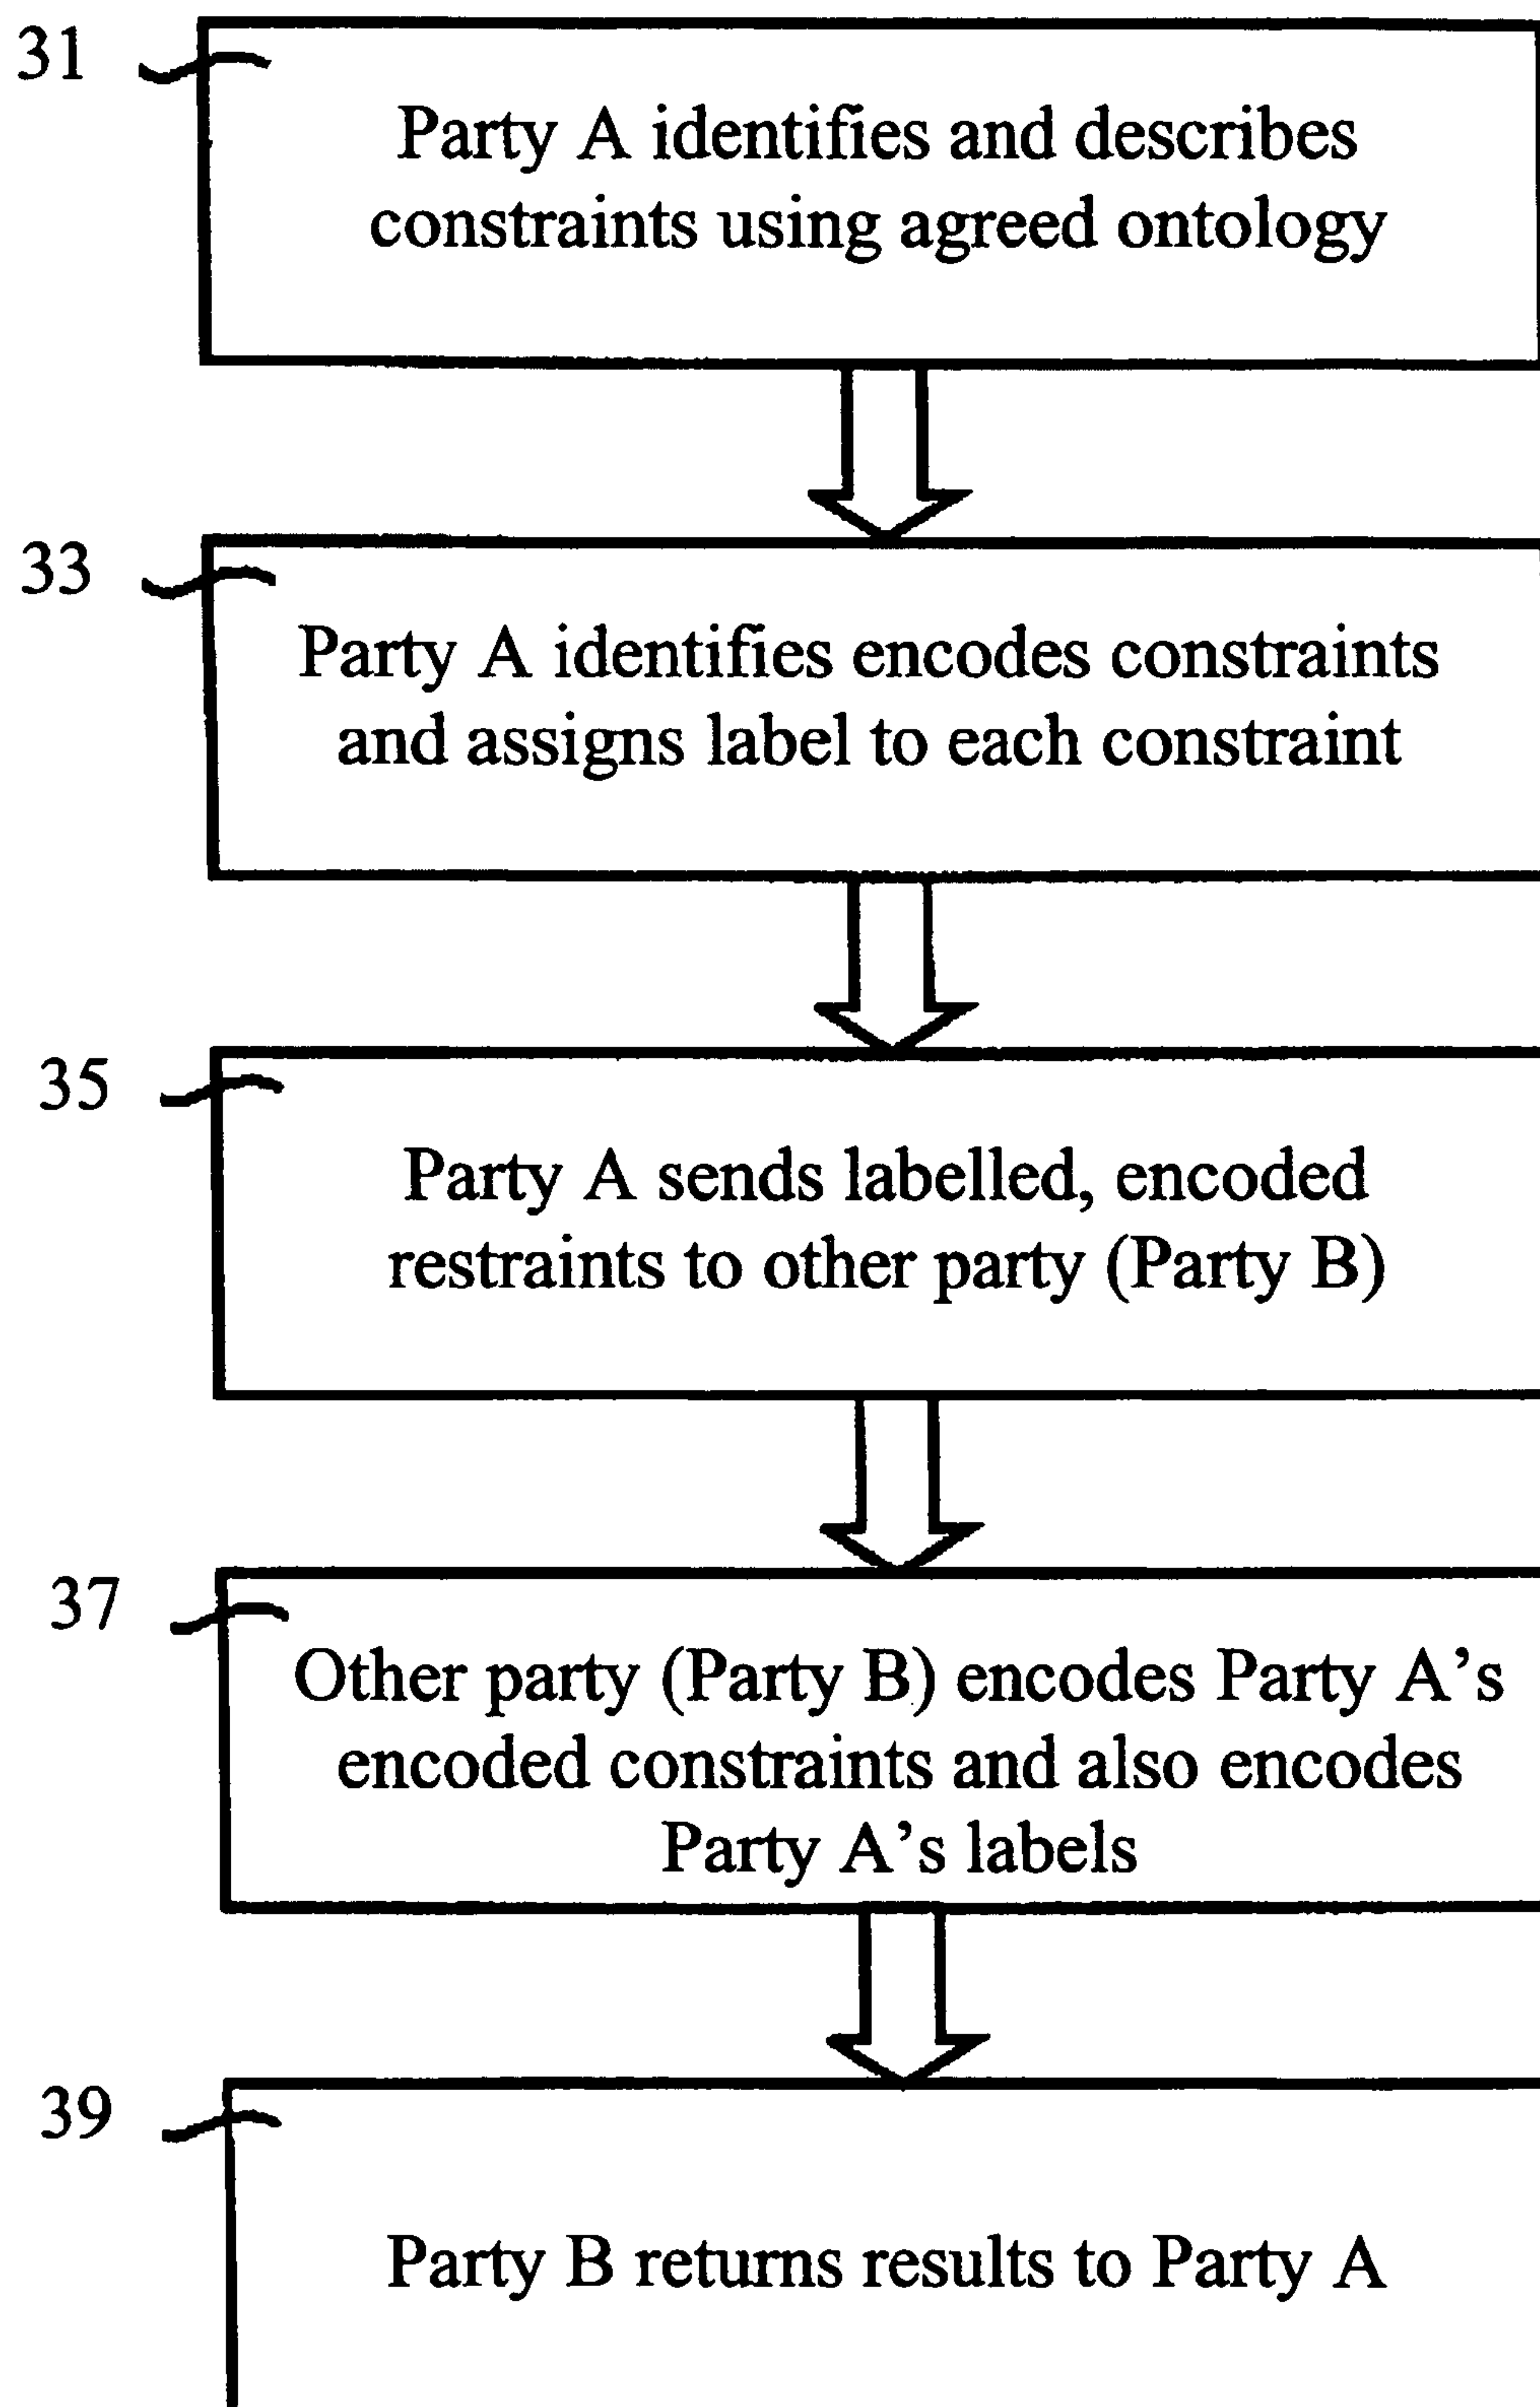 31
Party A identifies and describes
constraints using agreed ontology
33
Party A identifies encodes constraints
and assigns label to each constraint
35
Party A sends labelled, encoded
restraints to other party (Party B)
37
Other party (Party B) encodes Party A's
encoded constraints and also encodes
Party A's labels
39
Party B returns results to Party A